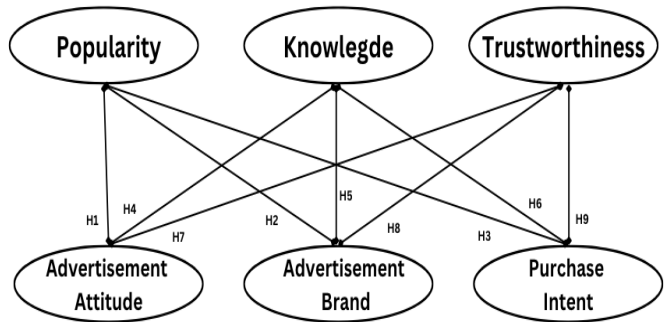 Popularity
Knowlegde
Trustworthiness
H1
H4
H7
H2
H5
H8
H3
H6
H9
Advertisement
Attitude
Advertisement
Brand
Purchase
Intent